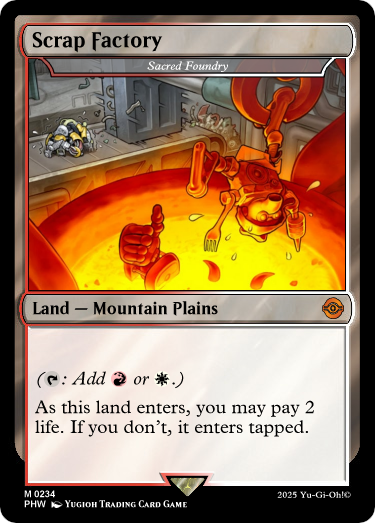 Scrap Factory
Sacred Foundry
Land — Mountain Plains
(: Add or .)
As this land enters, you may pay 2
life. If you don't, it enters tapped.
M 0234
PHW Yugioh Trading Card Game
2025 Yu-Gi-Oh!©